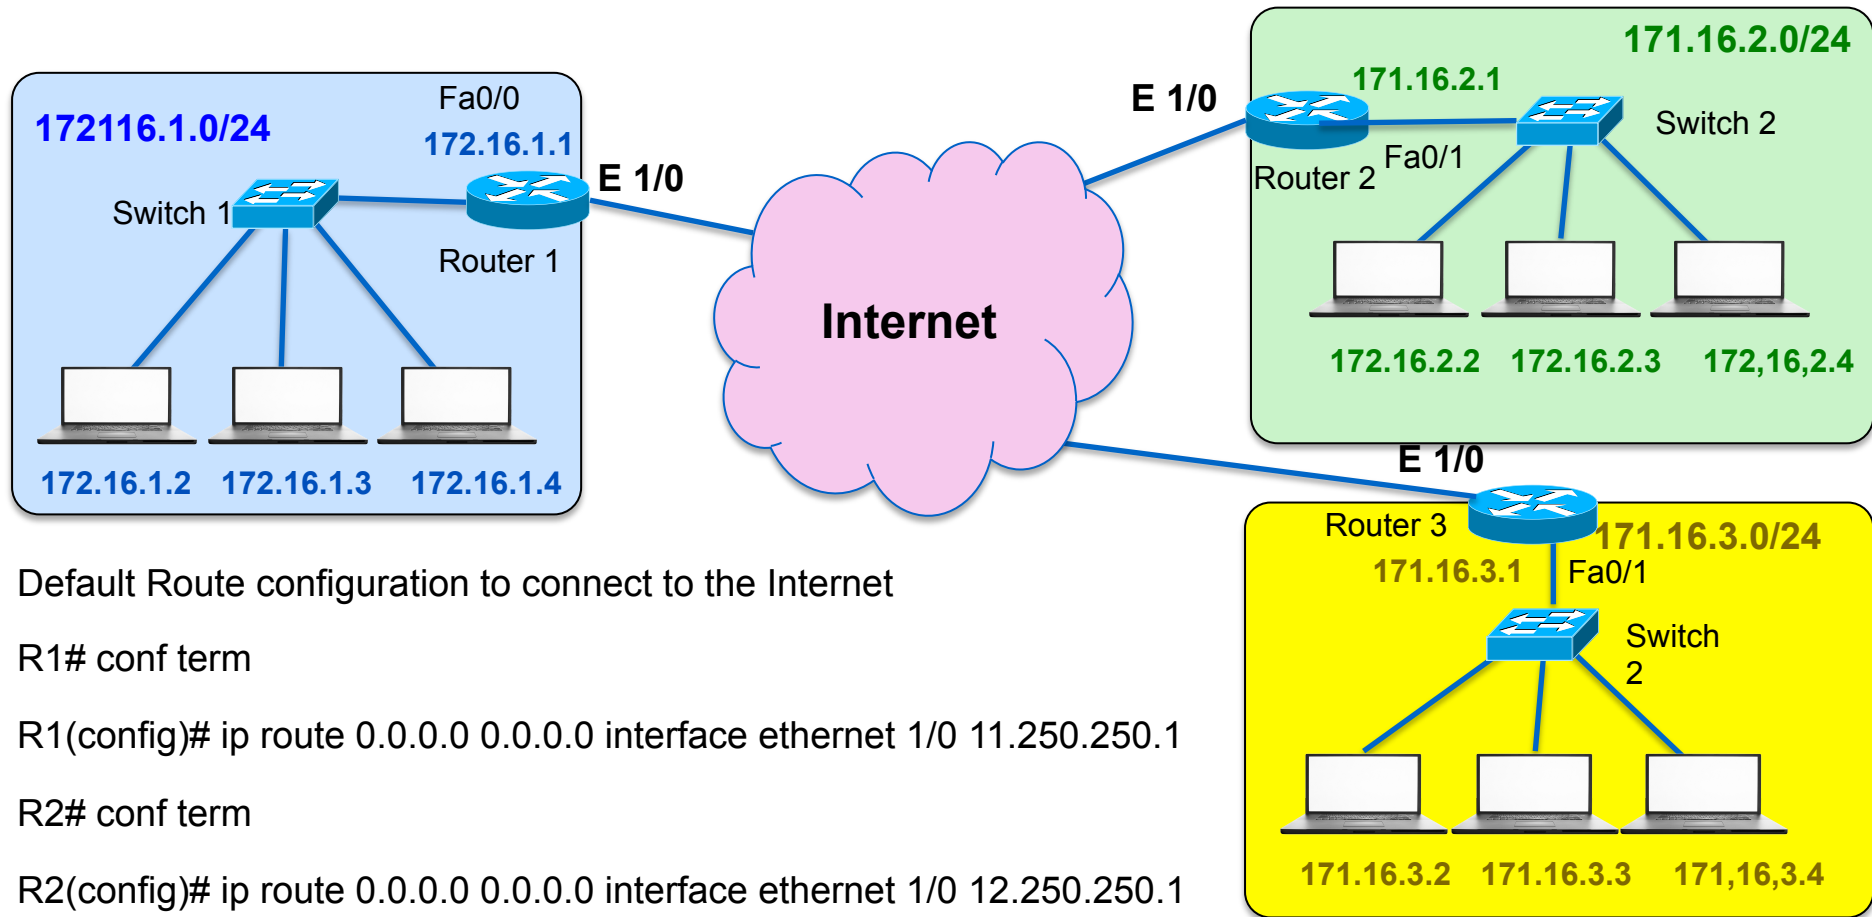 172116.1.0/24
Fa0/0
172.16.1.1
E 1/0
Switch 1
Router 1
172.16.1.2
172.16.1.3
172.16.1.4
Internet
171.16.2.0/24
171.16.2.1
E 1/0
Switch 2
Fa0/1
Router 2
172.16.2.2
172.16.2.3
172,16,2.4
E 1/0
Router 3
171.16.3.0/24
171.16.3.1
Fa0/1
Switch
2
171.16.3.2
171.16.3.3
171,16,3.4
Default Route configuration to connect to the Internet
R1# conf term
R1(config)# ip route 0.0.0.0 0.0.0.0 interface ethernet 1/0 11.250.250.1
R2# conf term
R2(config)# ip route 0.0.0.0 0.0.0.0 interface ethernet 1/0 12.250.250.1